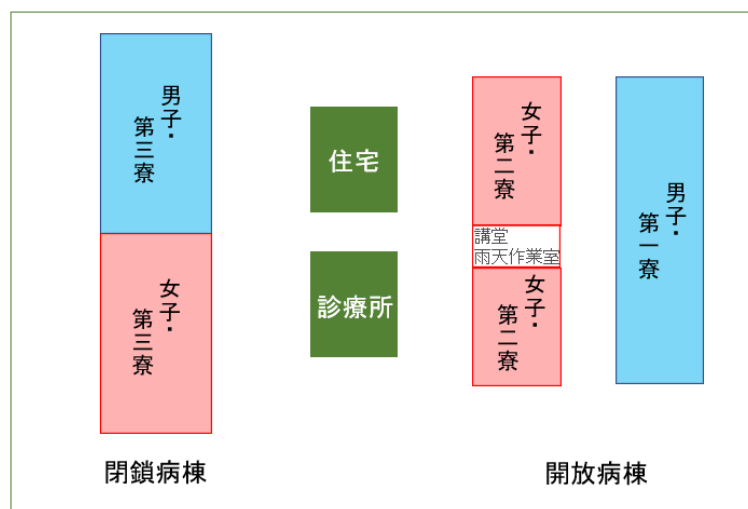 男子・
第三寮
女子・
第三寮
住宅
診療所
女子・
第二寮
講堂
雨天作業室
女子・
第二寮
男子・
第一寮
閉鎖病棟
開放病棟